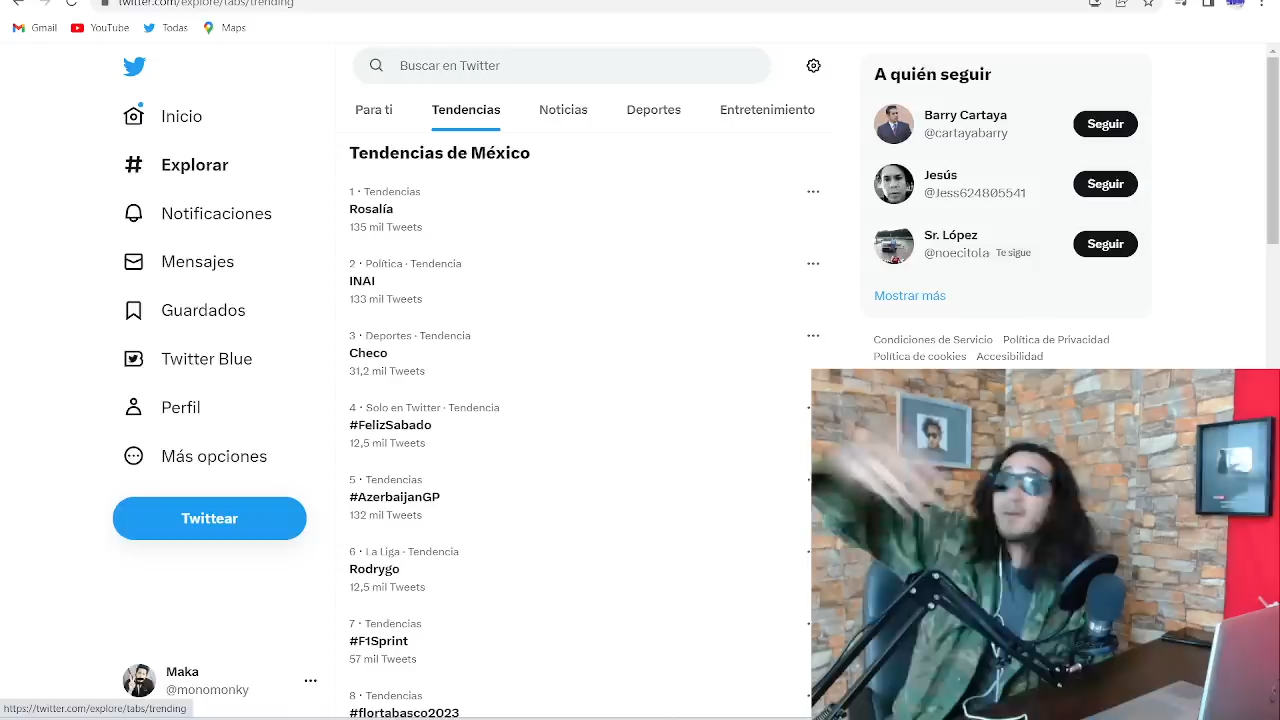 twitter.com/explore/tabs/trending
Gmail
YouTube
Todas
Maps
Inicio
Explorar
Notificaciones
Mensajes
Guardados
Twitter Blue
Perfil
Más opciones
Twittear
Maka
@monomonky
https://twitter.com/explore/tabs/trending
Buscar en Twitter
Para ti
Tendencias
Noticias
Deportes
Entretenimiento
Tendencias de México
1 · Tendencias
Rosalía
135 mil Tweets
2 · Política · Tendencia
INAI
133 mil Tweets
3 · Deportes · Tendencia
Checo
31,2 mil Tweets
4 · Solo en Twitter · Tendencia
#FelizSabado
12,5 mil Tweets
5 · Tendencias
#AzerbaijanGP
132 mil Tweets
6 · La Liga · Tendencia
Rodrygo
12,5 mil Tweets
7 · Tendencias
#F1Sprint
57 mil Tweets
8 · Tendencias
#flortabasco2023
A quién seguir
Barry Cartaya
@cartayabarry
Seguir
Jesús
@Jess624805541
Seguir
Sr. López
@noecitola Te sigue
Seguir
Mostrar más
Condiciones de Servicio Política de Privacidad
Política de cookies Accesibilidad